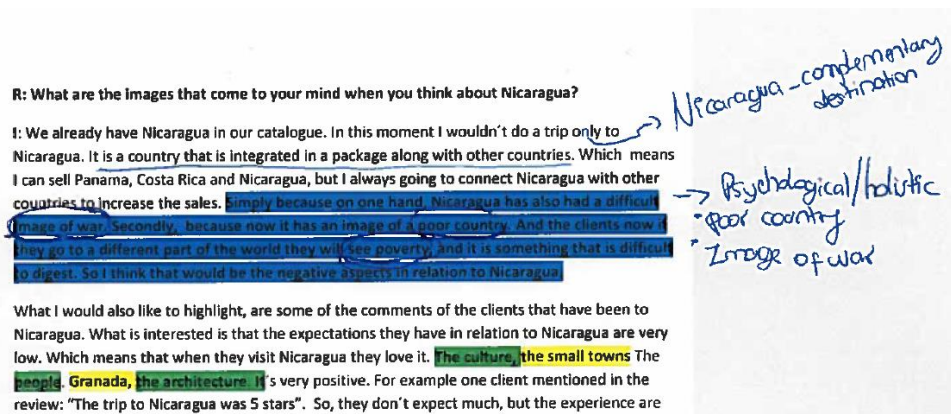 R: What are the images that come to your mind when you think about Nicaragua?
Nicaragua - complementary
destination
I: We already have Nicaragua in our catalogue. In this moment I wouldn´t do a trip only to
Nicaragua. It is a country that is integrated in a package along with other countries. Which means
I can sell Panama, Costa Rica and Nicaragua, but I always going to connect Nicaragua with other
countries to increase the sales. Simply because on one hand, Nicaragua has also had a difficult
image of war. Secondly, because now it has an image of a poor country. And the clients now if
they go to a different part of the world they will see poverty, and it is something that is difficult
to digest. So I think that would be the negative aspects in relation to Nicaragua.
Psychological/holistic
• Poor country
• Image of war
What I would also like to highlight, are some of the comments of the clients that have been to
Nicaragua. What is interested is that the expectations they have in relation to Nicaragua are very
low. Which means that when they visit Nicaragua they love it. The culture, the small towns The
people. Granada, the architecture. It´s very positive. For example one client mentioned in the
review: "The trip to Nicaragua was 5 stars". So, they don´t expect much, but the experience are